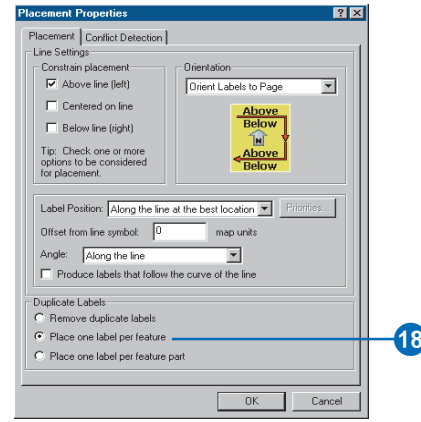 Placement Properties
Placement Conflict Detection
Line Settings
Constrain placement
Above line (left)
Centered on line
Below line (right)
Tip: Check one or more
options to be considered
for placement.
Orientation
Orient Labels to Page
Above
Below
N
Above
Below
Label Position: Along the line at the best location Priorities...
Offset from line symbol: 0 map units
Angle: Along the line
Produce labels that follow the curve of the line
Duplicate Labels
Remove duplicate labels
Place one label per feature
18
Place one label per feature part
OK Cancel